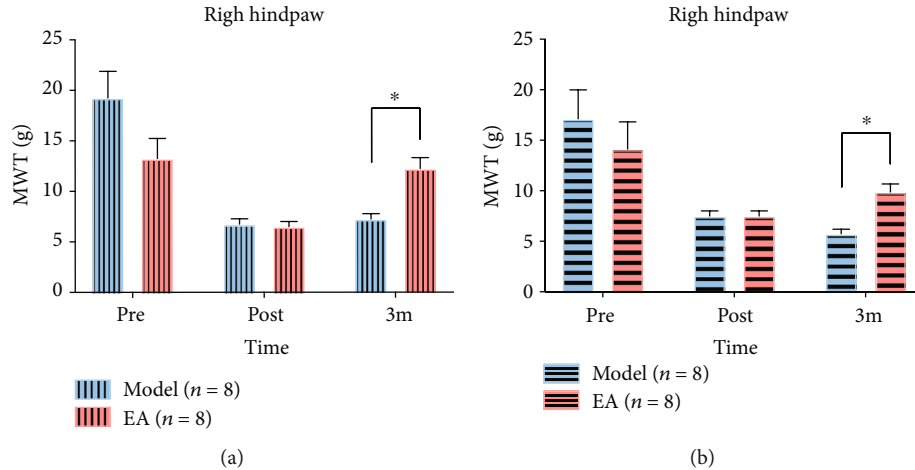 Righ hindpaw
25
20
15
10
5
0
MWT (g)
*
Pre
Post
3m
Time
Model (n = 8)
EA (n = 8)
(a)
Righ hindpaw
25
20
15
10
5
0
MWT (g)
*
Pre
Post
3m
Time
Model (n = 8)
EA (n = 8)
(b)